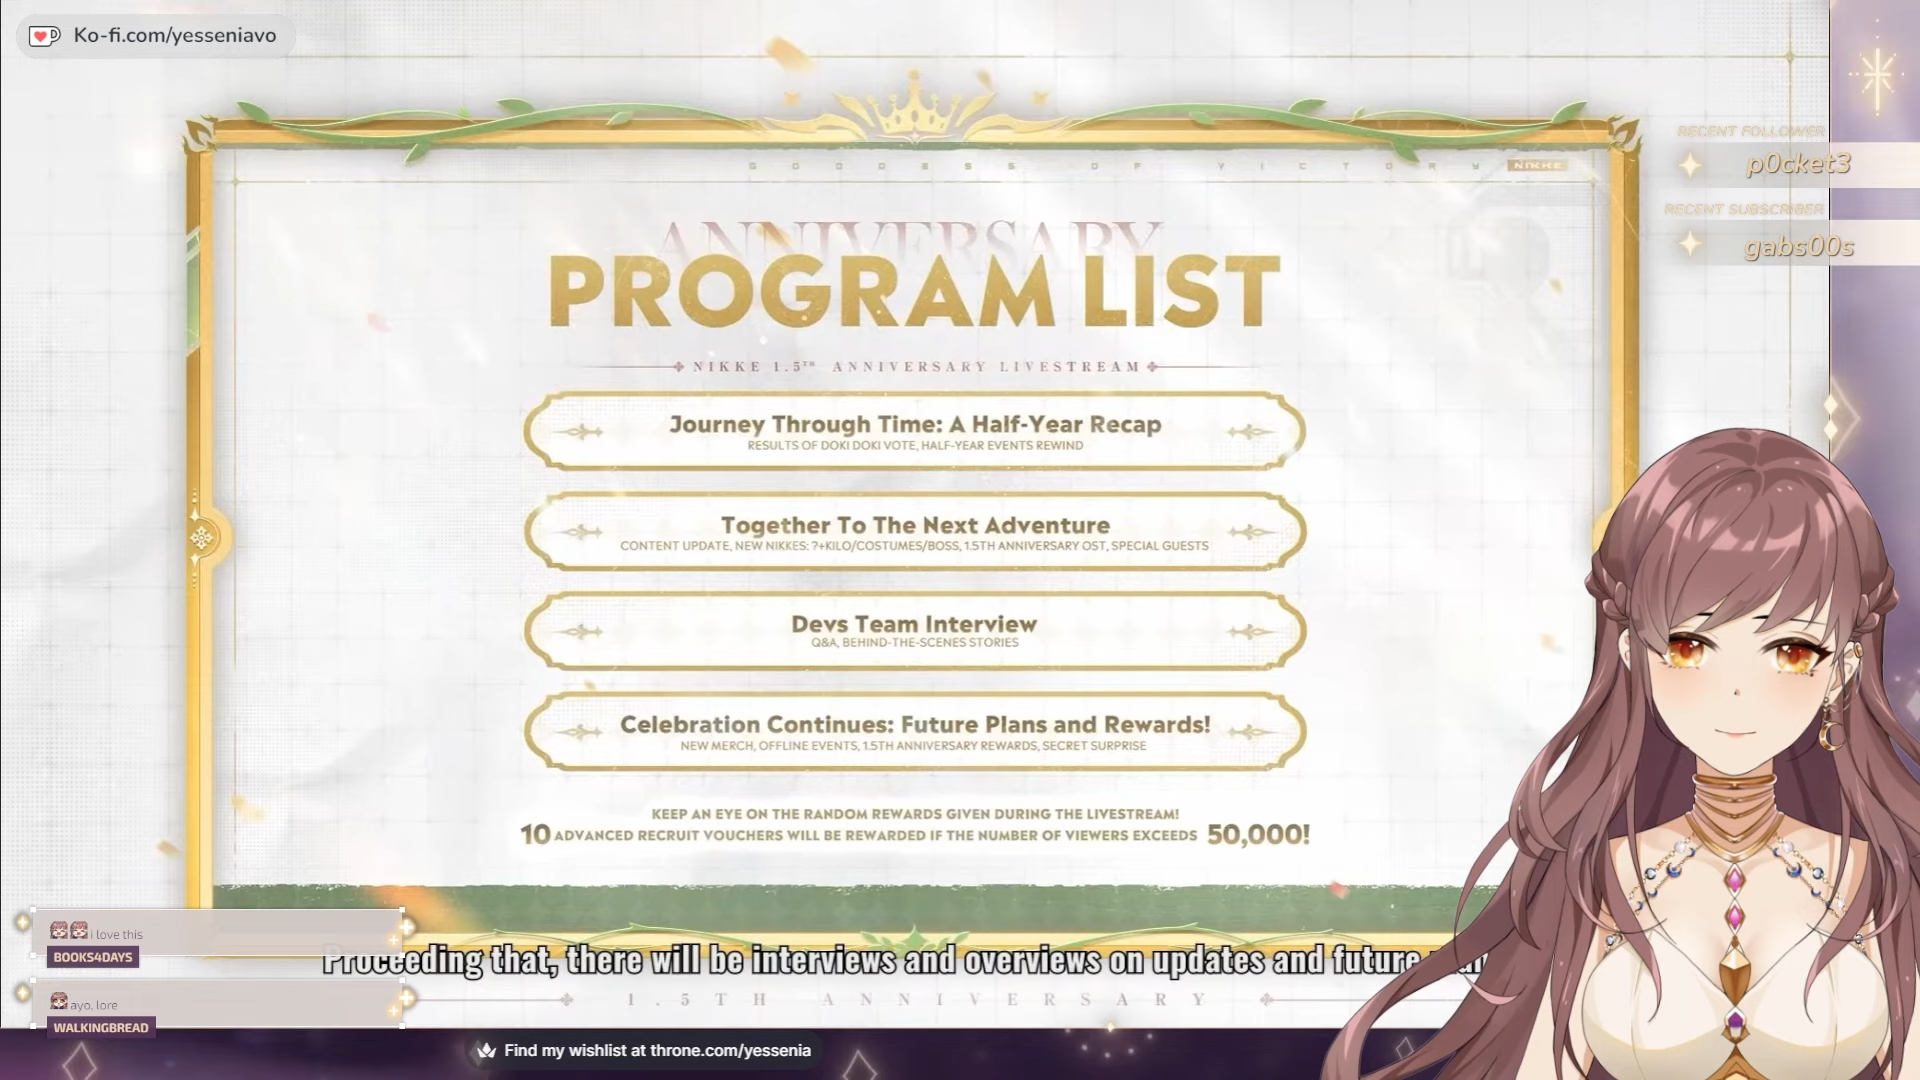 Ko-fi.com/yesseniavo
GODDESS OF VICTORY NIKKE
RECENT FOLLOWER
p0cket3
RECENT SUBSCRIBER
gabs00s
ANNIVERSARY
PROGRAM LIST
NIKKE 1.5TH ANNIVERSARY LIVESTREAM
Journey Through Time: A Half-Year Recap
RESULTS OF DOKI DOKI VOTE, HALF-YEAR EVENTS REWIND
Together To The Next Adventure
CONTENT UPDATE, NEW NIKKES: ?+KILO/COSTUMES/BOSS, 1.5TH ANNIVERSARY OST, SPECIAL GUESTS
Devs Team Interview
Q&A, BEHIND-THE-SCENES STORIES
Celebration Continues: Future Plans and Rewards!
NEW MERCH, OFFLINE EVENTS, 1.5TH ANNIVERSARY REWARDS, SECRET SURPRISE
KEEP AN EYE ON THE RANDOM REWARDS GIVEN DURING THE LIVESTREAM!
10 ADVANCED RECRUIT VOUCHERS WILL BE REWARDED IF THE NUMBER OF VIEWERS EXCEEDS 50,000!
i love this
BOOKS4DAYS
Proceeding that, there will be interviews and overviews on updates and future
1.5TH ANNIVERSARY
ayo, lore
WALKINGBREAD
Find my wishlist at throne.com/yessenia